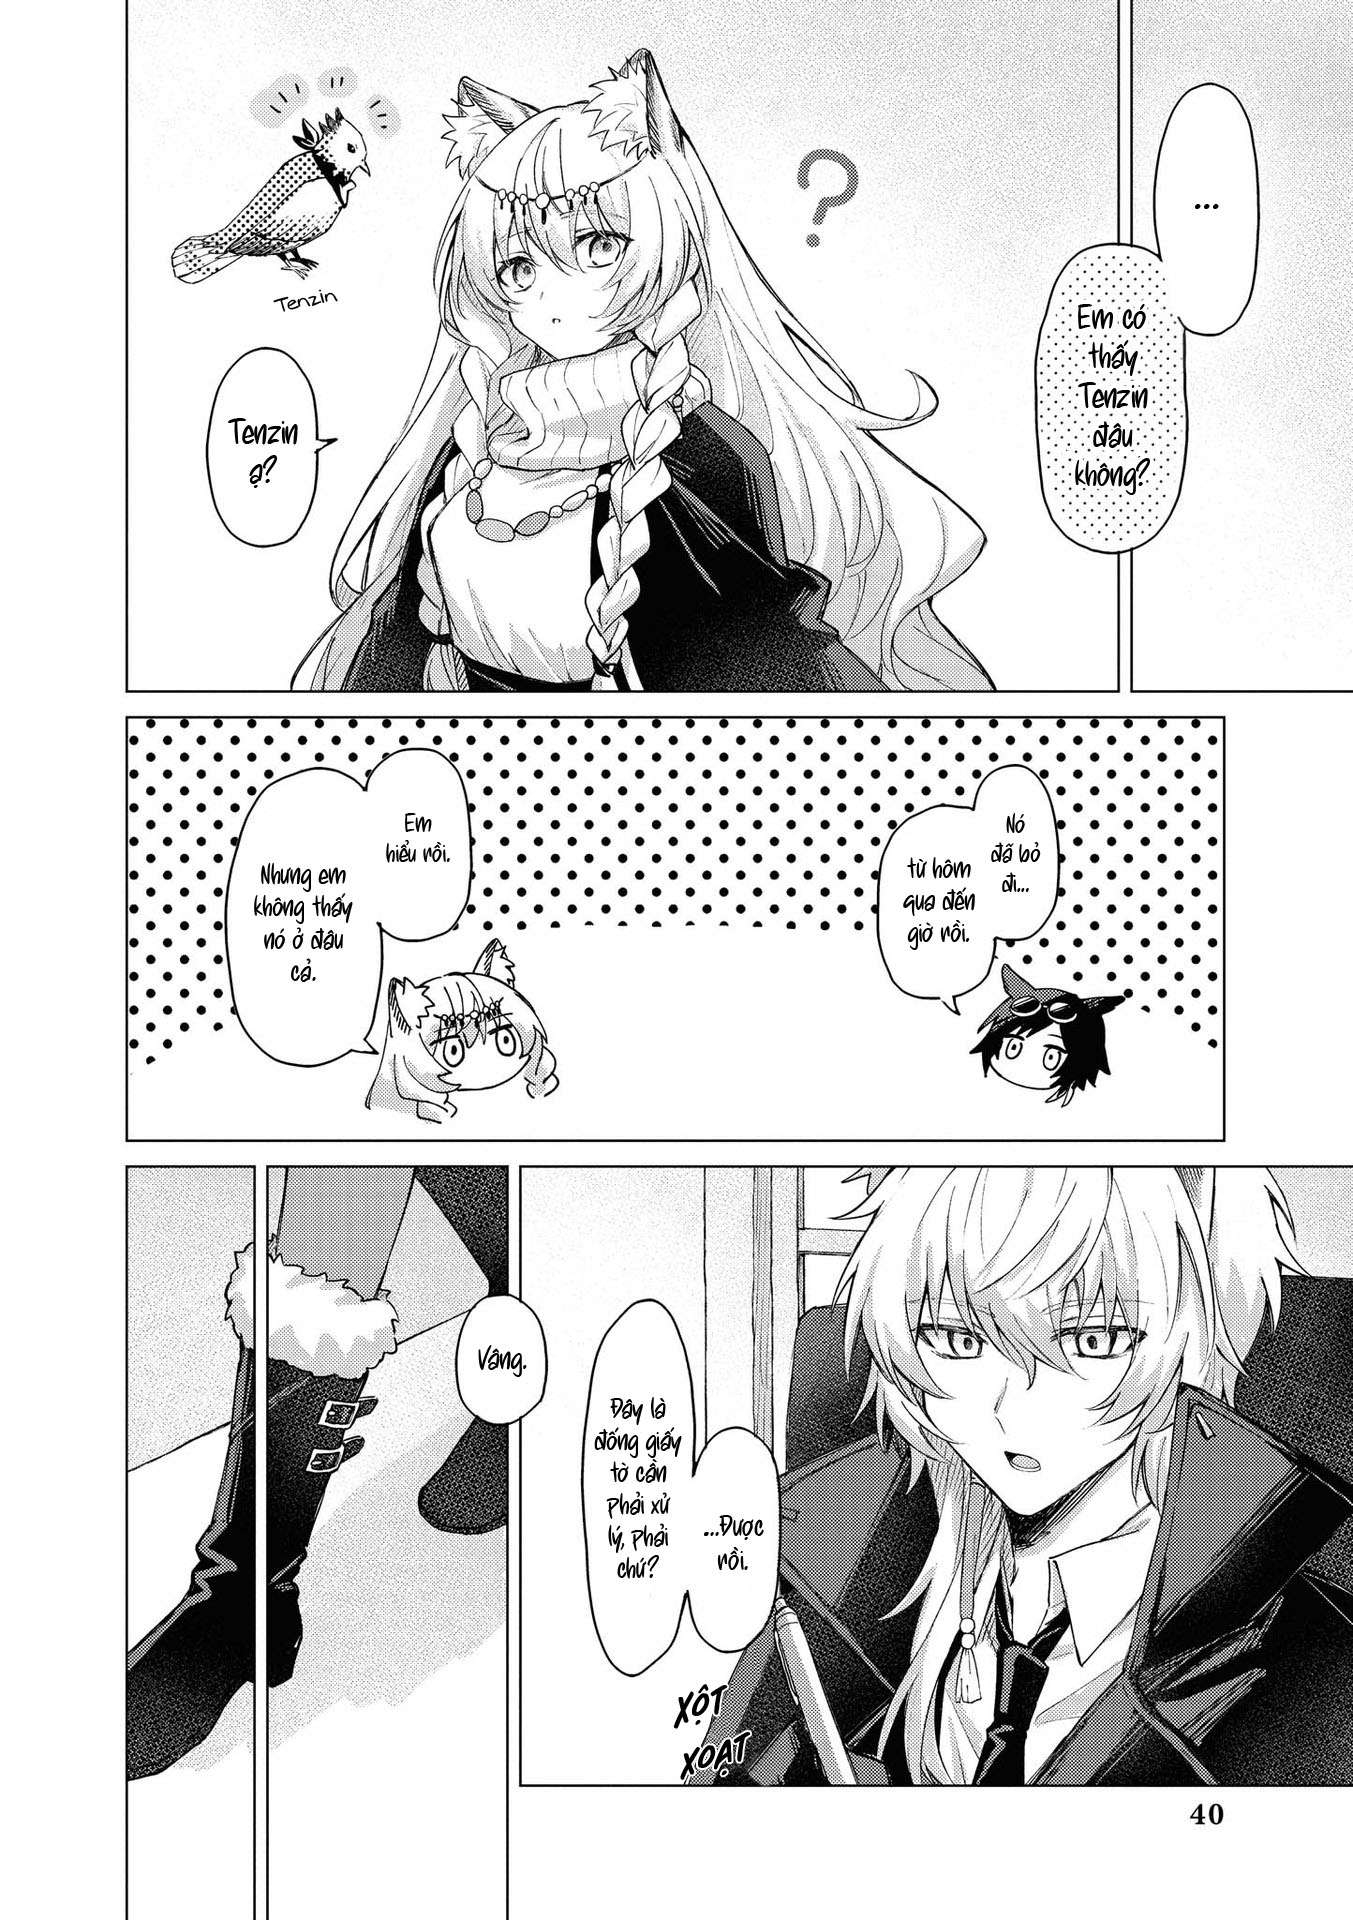 ...
Em có
thấy
Tenzin
đâu
không?
Tenzin
Tenzin
ạ?
Nó
đã bỏ
đi...
từ hôm
qua đến
giờ rồi.
Em
hiểu rồi.
Nhưng em
không thấy
nó ở đâu
cả.
...Được
rồi.
Đây là
đống giấy
tờ cần
phải xử
lý, phải
chứ?
XỘT
XOẠT
Vâng.
40